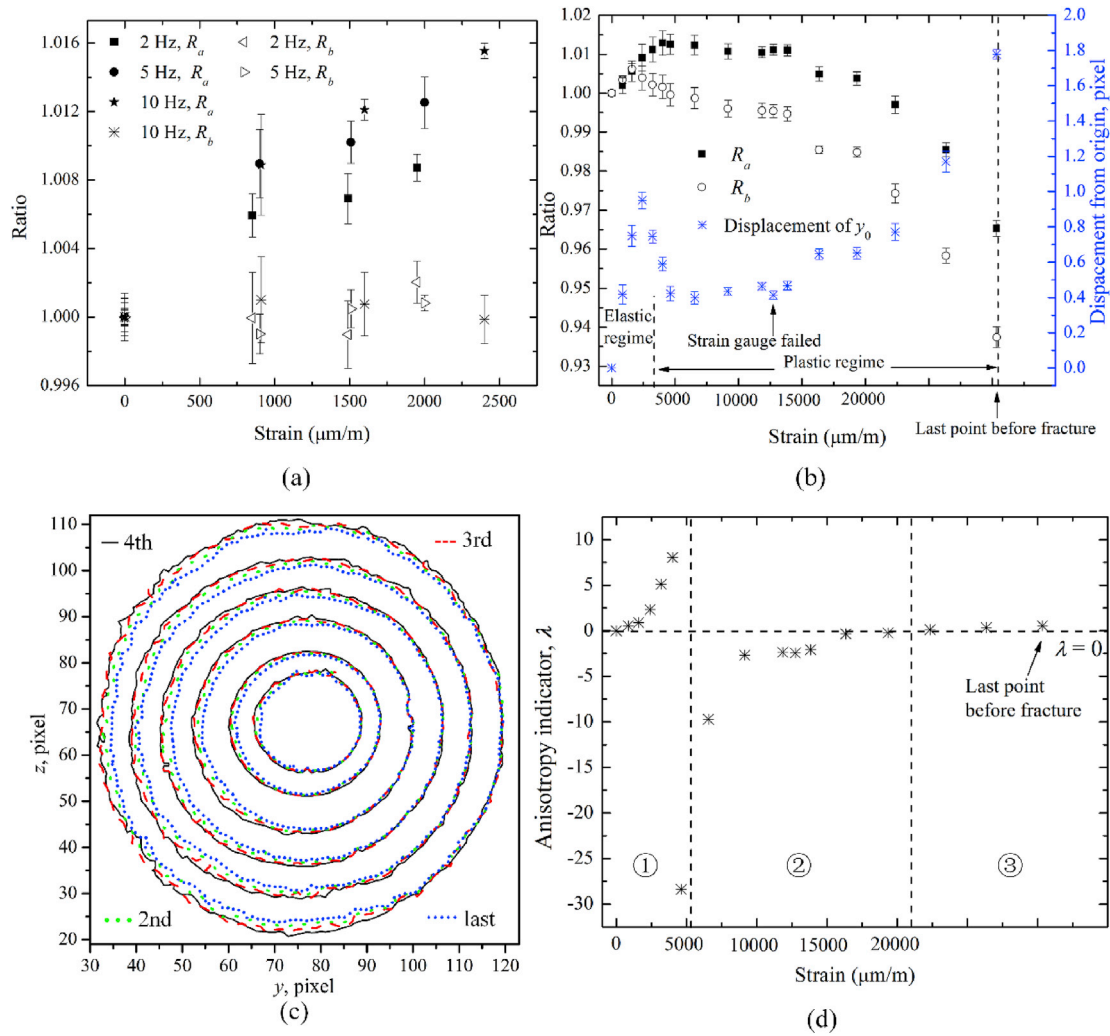 (a)
1.016
1.012
1.008
1.004
1.000
0.996
Ratio
2 Hz, Ra
2 Hz, Rb
5 Hz, Ra
5 Hz, Rb
10 Hz, Ra
10 Hz, Rb
0 500 1000 1500 2000 2500
Strain (μm/m)
(a)
1.02
1.01
1.00
0.99
0.98
0.97
0.96
0.95
0.94
0.93
Ratio
Ra
Rb
Displacement of y0
Elastic
regime
Strain gauge failed
Plastic regime
2.0
1.8
1.6
1.4
1.2
1.0
0.8
0.6
0.4
0.2
0.0
Dispacement from origin, pixel
0 5000 10000 15000 20000
Strain (μm/m)
Last point before fracture
(b)
110
100
90
80
70
60
50
40
30
20
z, pixel
4th
3rd
2nd
last
30 40 50 60 70 80 90 100 110 120
y, pixel
(c)
10
5
0
-5
-10
-15
-20
-25
-30
Anisotropy indicator, λ
λ = 0
Last point
before fracture
① ② ③
0 5000 10000 15000 20000
Strain (μm/m)
(d)